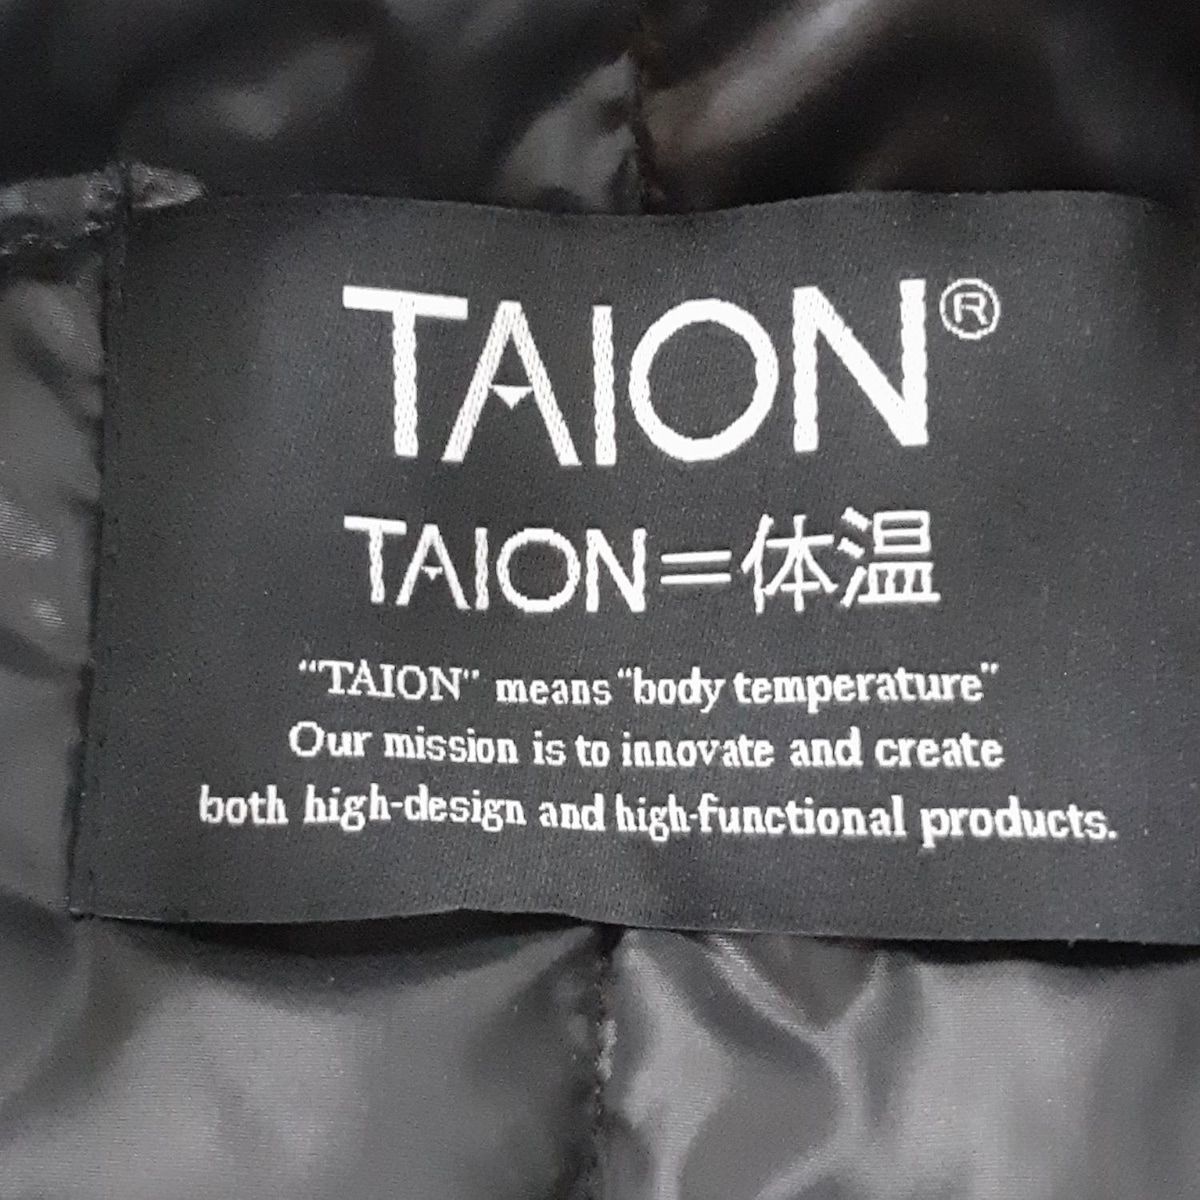 TAION®
TAION=体温
"TAION" means "body temperature"
Our mission is to innovate and create
both high-design and high-functional products.